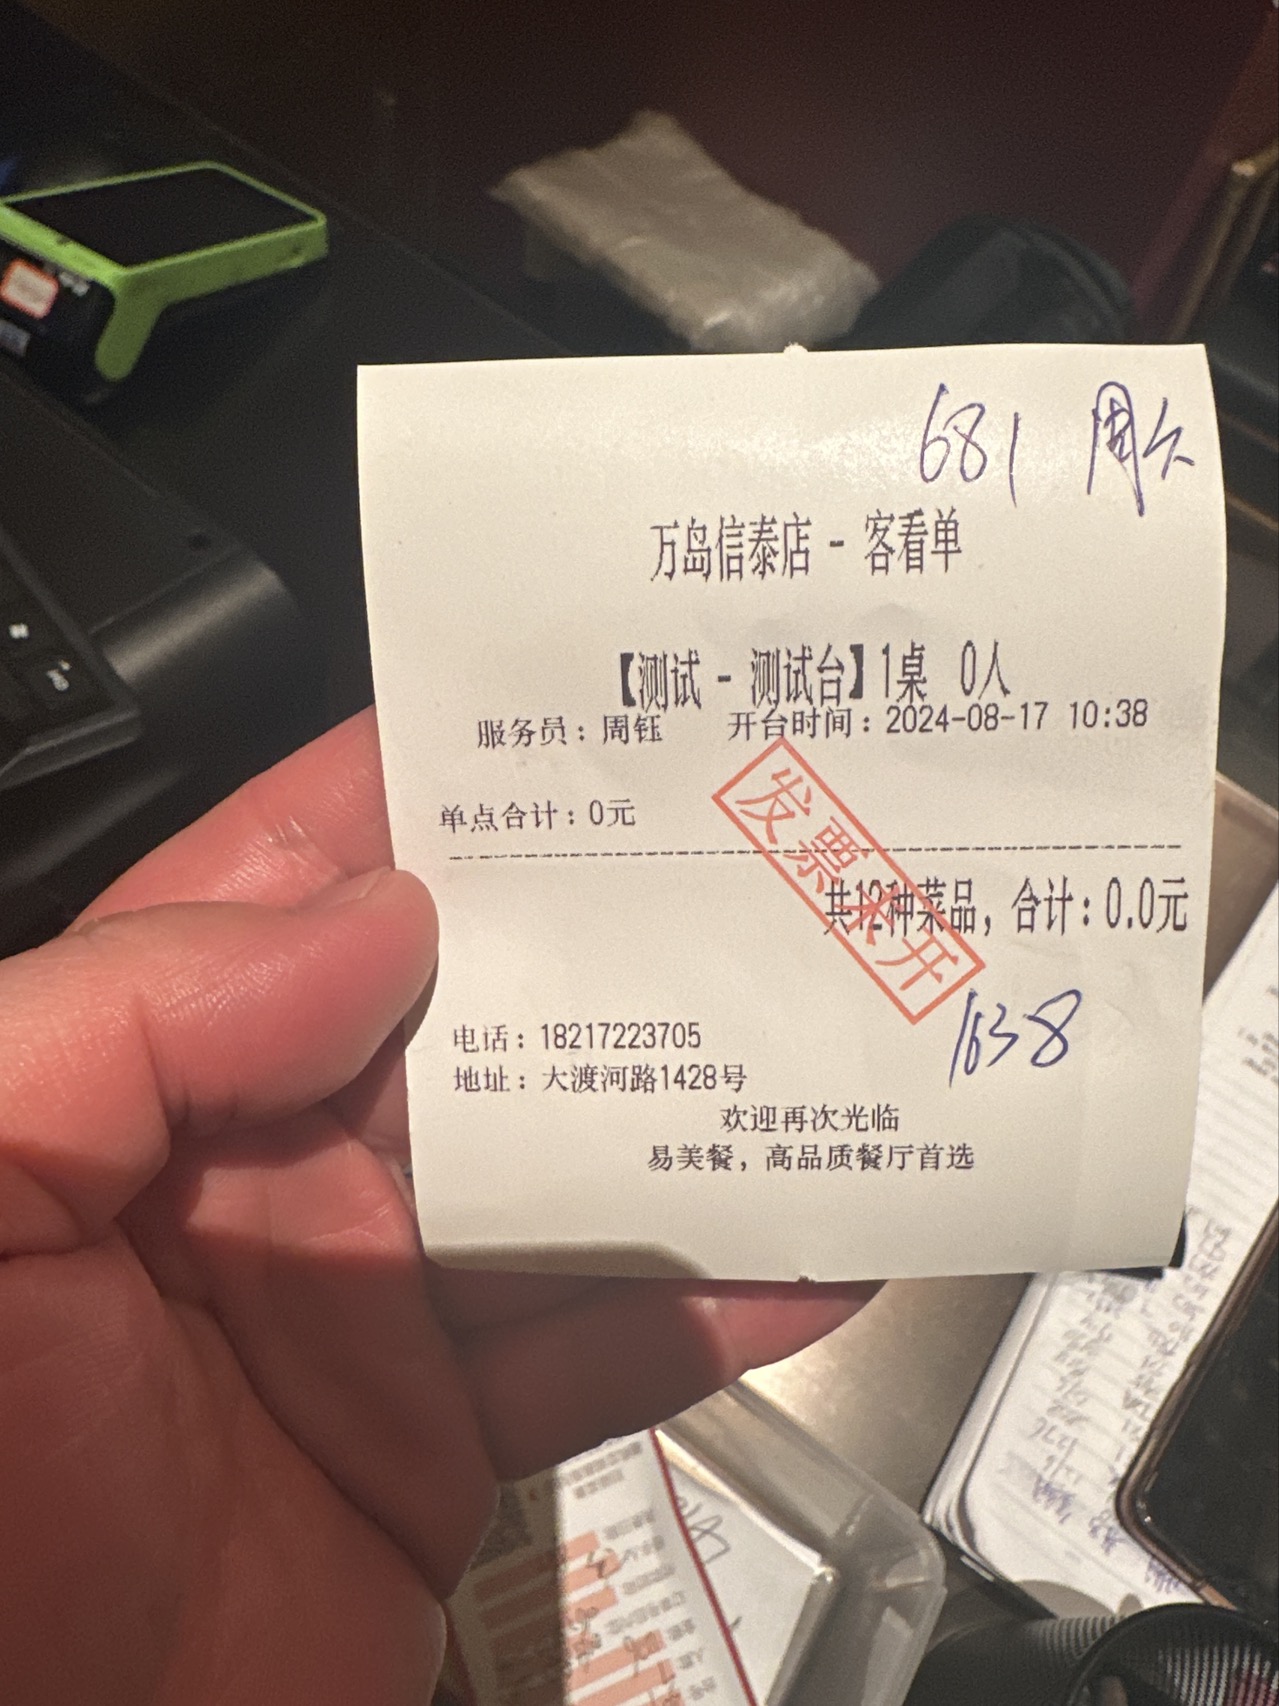 681 周欠
万岛信泰店 - 客看单
【测试 - 测试台】1桌 0人
服务员：周钰 开台时间：2024-08-17 10:38
单点合计：0元
发票未开
共12种菜品，合计：0.0元
1638
电话：18217223705
地址：大渡河路1428号
欢迎再次光临
易美餐，高品质餐厅首选